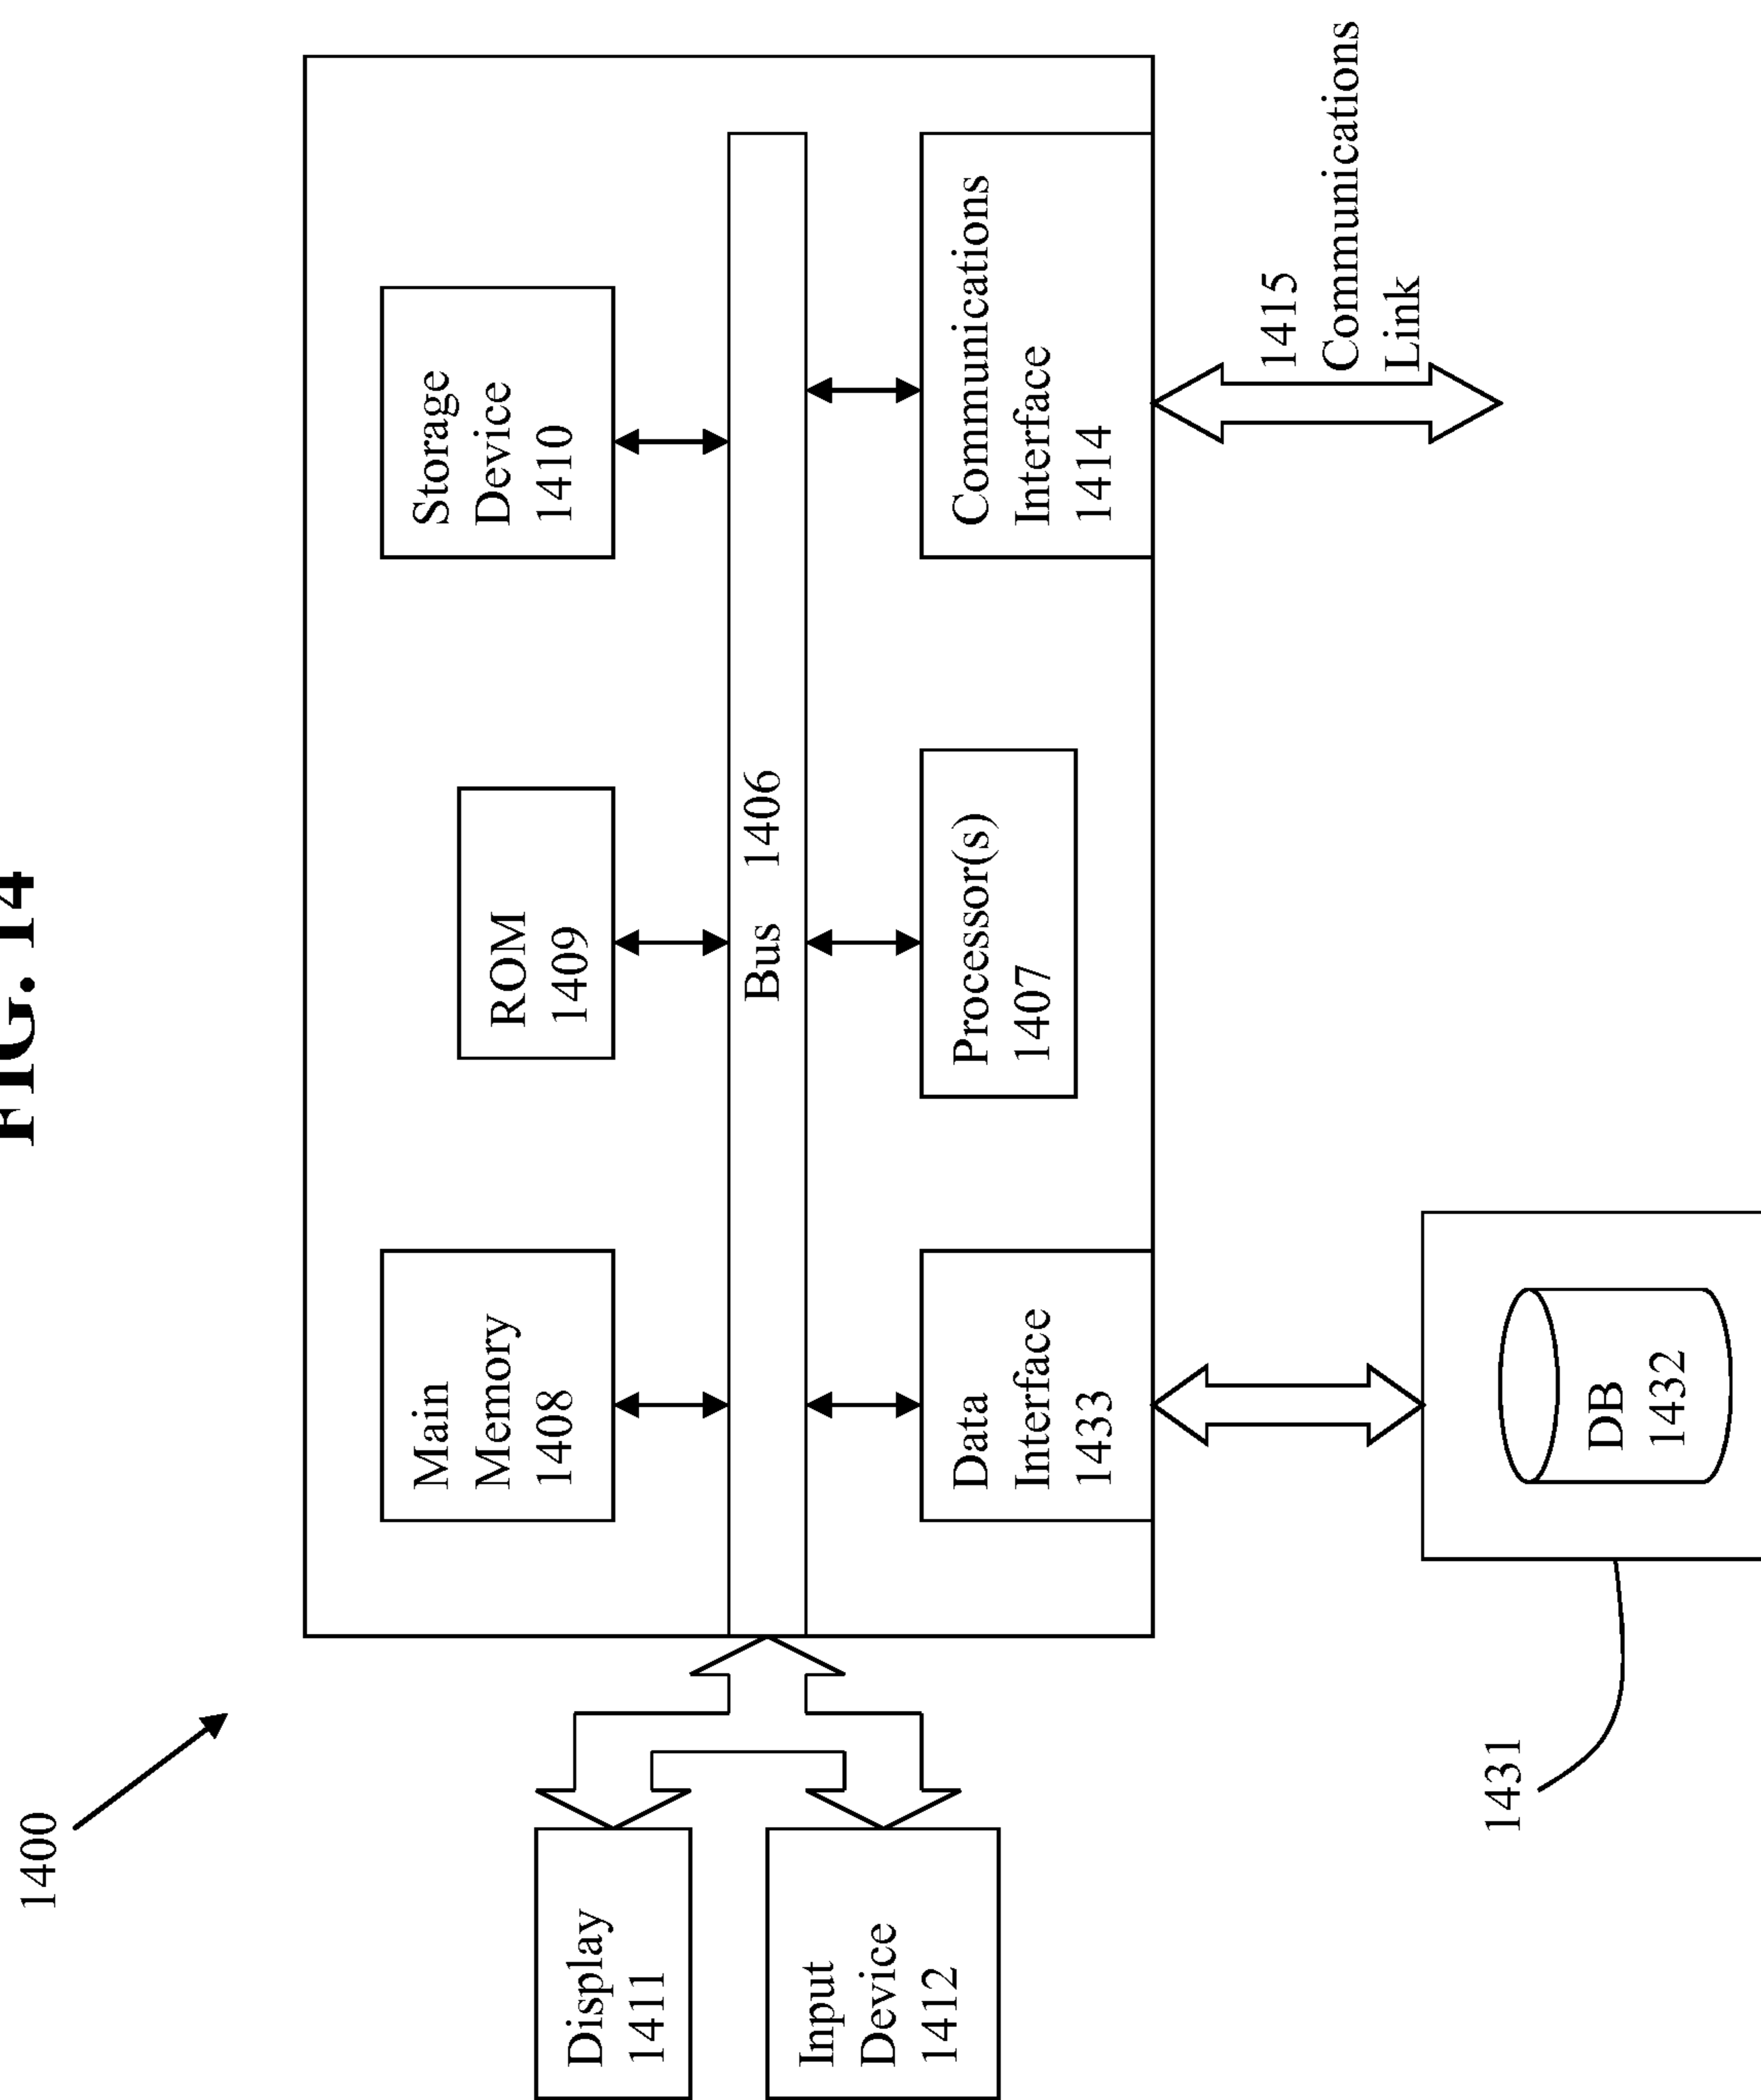 FIG. 14
1400
Display
1411
Input
Device
1412
Main
Memory
1408
ROM
1409
Storage
Device
1410
Bus 1406
Data
Interface
1433
Processor(s)
1407
Communications
Interface
1414
1415
Communications
Link
1431
DB
1432